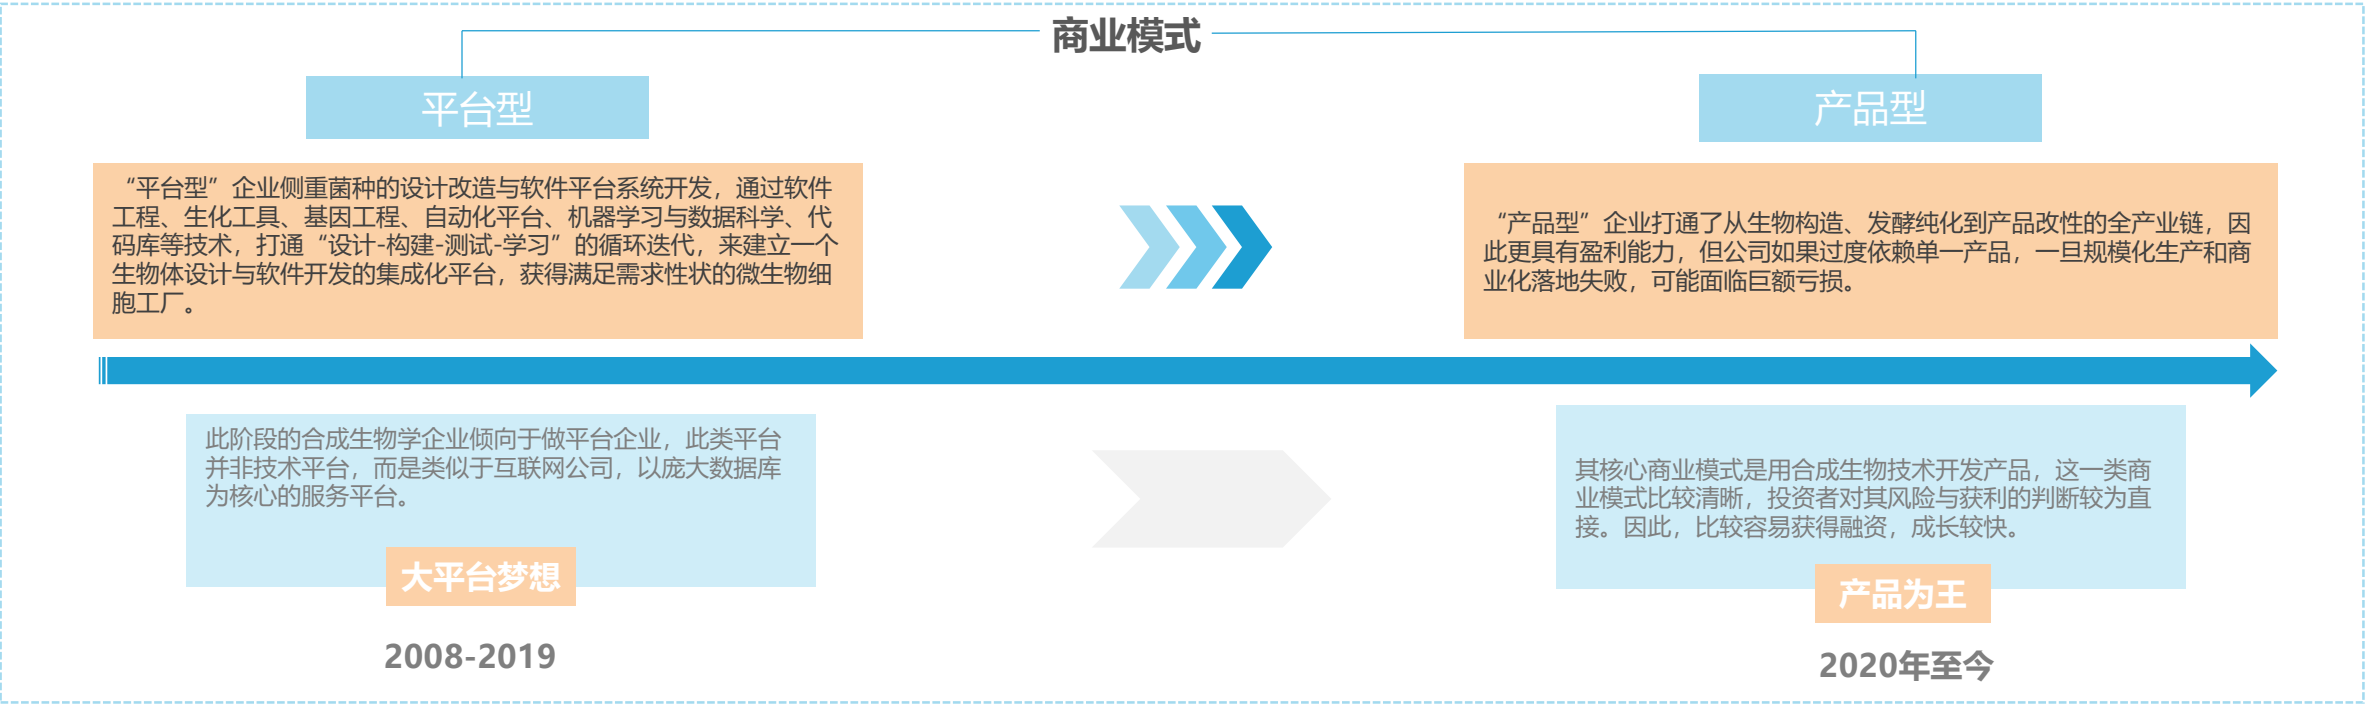 商业模式
平台型
产品型
“平台型”企业侧重菌种的设计改造与软件平台系统开发，通过软件
工程、生化工具、基因工程、自动化平台、机器学习与数据科学、代
码库等技术，打通“设计-构建-测试-学习”的循环迭代，来建立一个
生物体设计与软件开发的集成化平台，获得满足需求性状的微生物细
胞工厂。
“产品型”企业打通了从生物构造、发酵纯化到产品改性的全产业链，因
此更具有盈利能力，但公司如果过度依赖单一产品，一旦规模化生产和商
业化落地失败，可能面临巨额亏损。
此阶段的合成生物学企业倾向于做平台企业，此类平台
并非技术平台，而是类似于互联网公司，以庞大数据库
为核心的服务平台。
大平台梦想
2008-2019
其核心商业模式是用合成生物技术开发产品，这一类商
业模式比较清晰，投资者对其风险与获利的判断较为直
接。因此，比较容易获得融资，成长较快。
产品为王
2020年至今